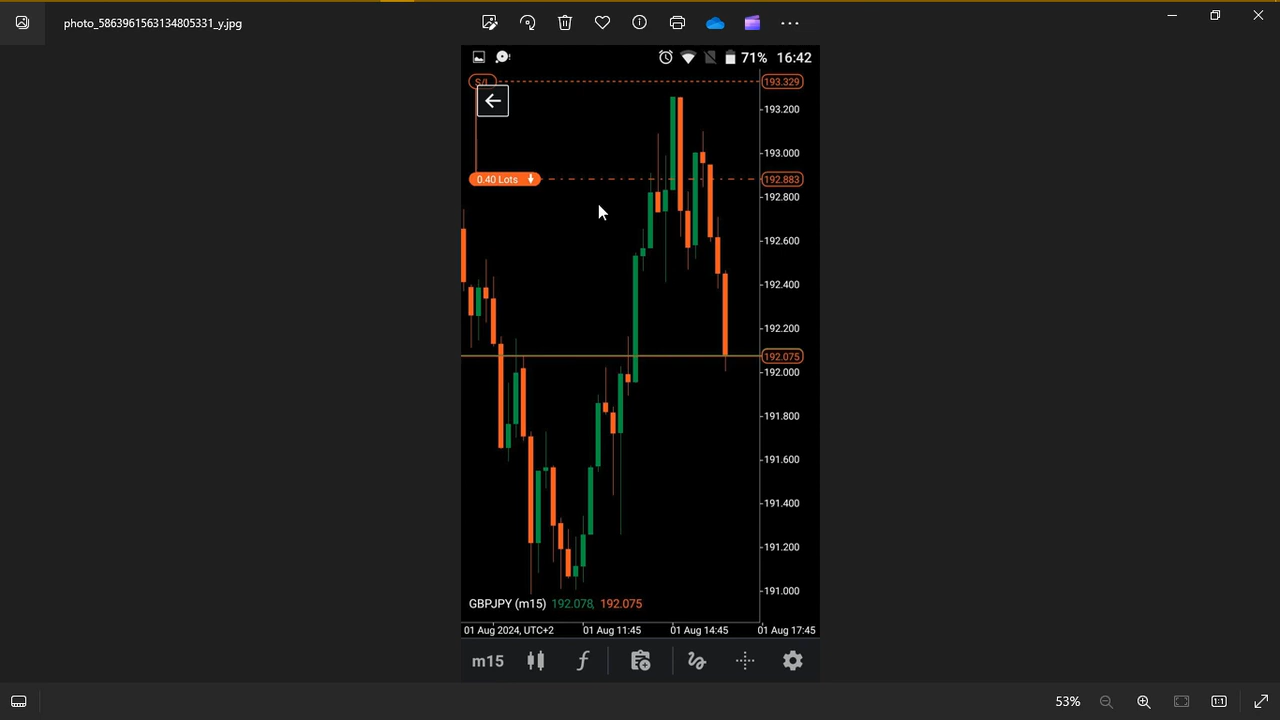 photo_5863961563134805331_y.jpg
71% 16:42
S/L
193.329
193.200
193.000
0.40 Lots
192.883
192.800
192.600
192.400
192.200
192.075
192.000
191.800
191.600
191.400
191.200
191.000
GBPJPY (m15) 192.078, 192.075
01 Aug 2024, UTC+2 01 Aug 11:45 01 Aug 14:45 01 Aug 17:45
m15 f
53% 1:1